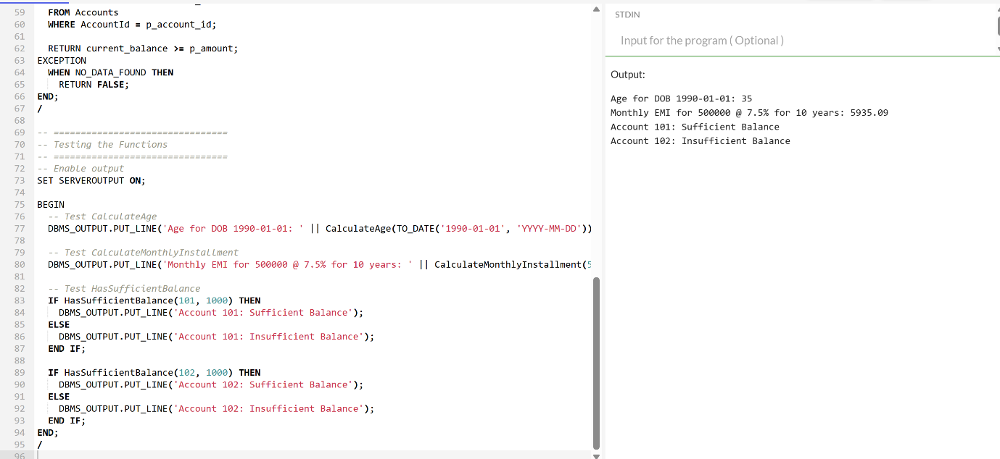 59 FROM Accounts
60 WHERE AccountId = p_account_id;
61
62 RETURN current_balance >= p_amount;
63 EXCEPTION
64 WHEN NO_DATA_FOUND THEN
65 RETURN FALSE;
66 END;
67 /
68
69 -- ================================
70 -- Testing the Functions
71 -- ================================
72 -- Enable output
73 SET SERVEROUTPUT ON;
74
75 BEGIN
76 -- Test CalculateAge
77 DBMS_OUTPUT.PUT_LINE('Age for DOB 1990-01-01: ' || CalculateAge(TO_DATE('1990-01-01', 'YYYY-MM-DD'))
78
79 -- Test CalculateMonthlyInstallment
80 DBMS_OUTPUT.PUT_LINE('Monthly EMI for 500000 @ 7.5% for 10 years: ' || CalculateMonthlyInstallment(5
81
82 -- Test HasSufficientBalance
83 IF HasSufficientBalance(101, 1000) THEN
84 DBMS_OUTPUT.PUT_LINE('Account 101: Sufficient Balance');
85 ELSE
86 DBMS_OUTPUT.PUT_LINE('Account 101: Insufficient Balance');
87 END IF;
88
89 IF HasSufficientBalance(102, 1000) THEN
90 DBMS_OUTPUT.PUT_LINE('Account 102: Sufficient Balance');
91 ELSE
92 DBMS_OUTPUT.PUT_LINE('Account 102: Insufficient Balance');
93 END IF;
94 END;
95 /
96
STDIN
Input for the program ( Optional )
Output:
Age for DOB 1990-01-01: 35
Monthly EMI for 500000 @ 7.5% for 10 years: 5935.09
Account 101: Sufficient Balance
Account 102: Insufficient Balance